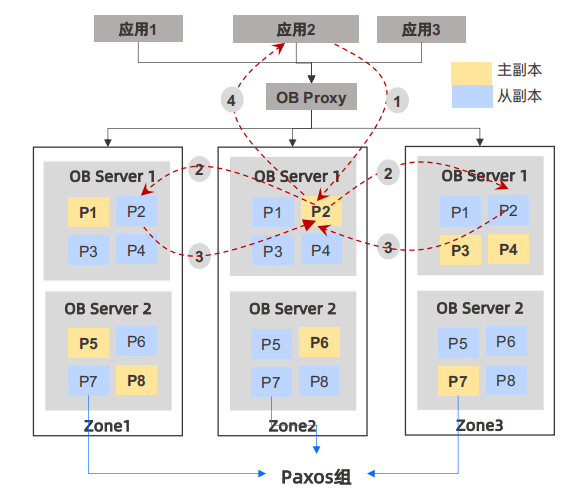 应用1 应用2 应用3
主副本
从副本
4 OB Proxy 1
OB Server 1 OB Server 1 OB Server 1
2 2
P1 P2 P1 P2 P1 P2
P3 P4 P3 P4 P3 P4
3 3
OB Server 2 OB Server 2 OB Server 2
P5 P6 P5 P6 P5 P6
P7 P8 P7 P8 P7 P8
Zone1 Zone2 Zone3
Paxos组